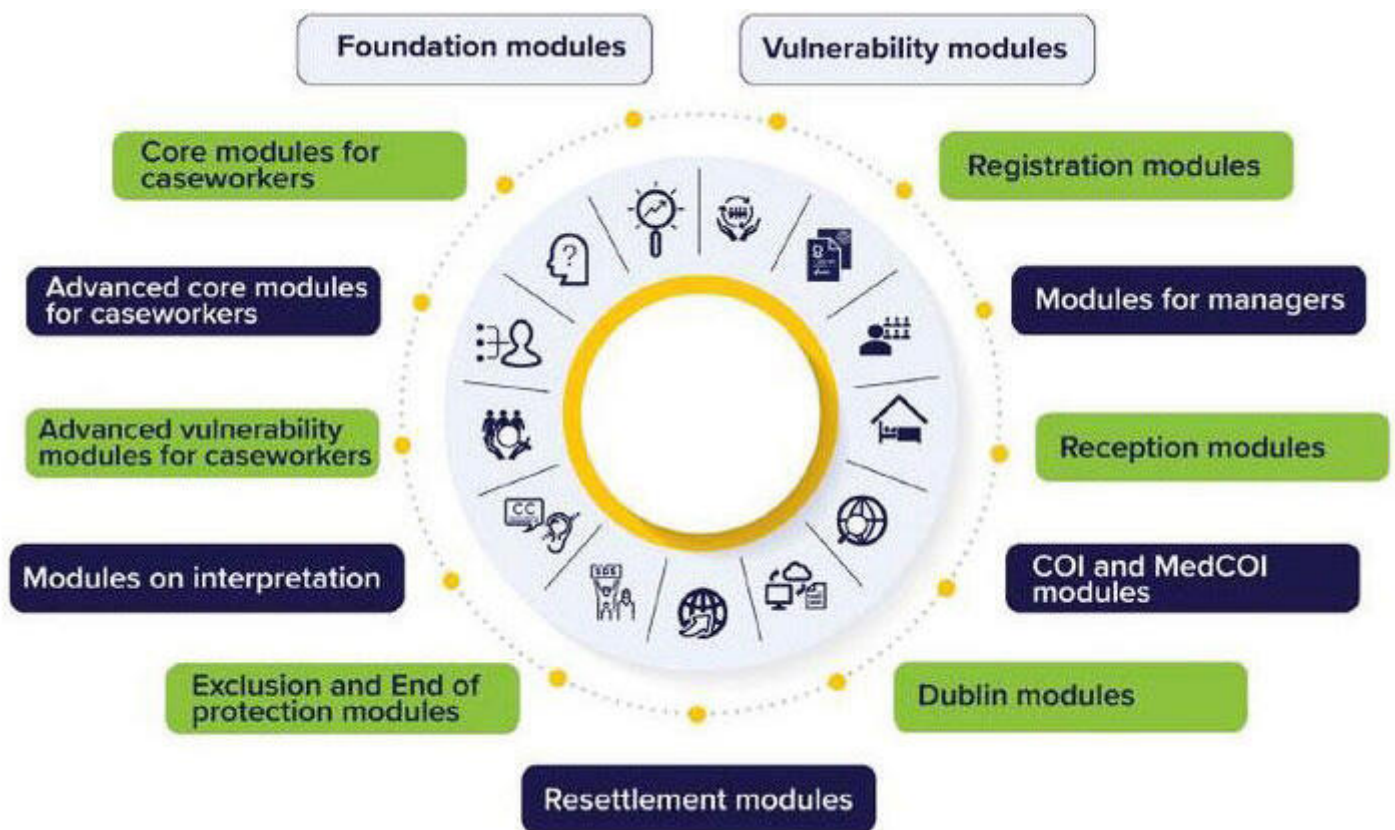 Foundation modules
Vulnerability modules
Core modules for
caseworkers
Registration modules
Advanced core modules
for caseworkers
Modules for managers
Advanced vulnerability
modules for caseworkers
Reception modules
Modules on interpretation
COI and MedCOI
modules
Exclusion and End of
protection modules
Dublin modules
Resettlement modules
CC